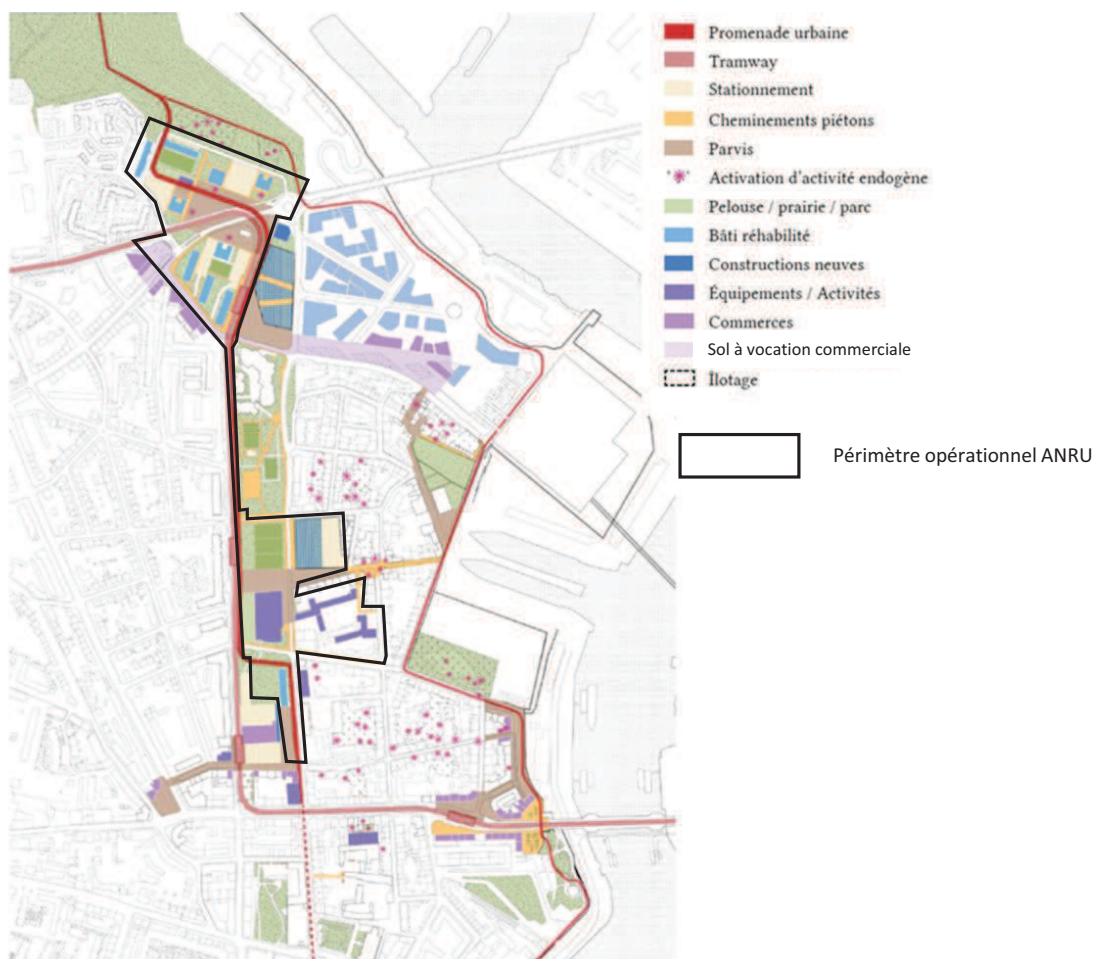 Promenade urbaine
Tramway
Stationnement
Cheminements piétons
Parvis
Activation d'activité endogène
Pelouse / prairie / parc
Bâti réhabilité
Constructions neuves
Équipements / Activités
Commerces
Sol à vocation commerciale
Îlotage
Périmètre opérationnel ANRU